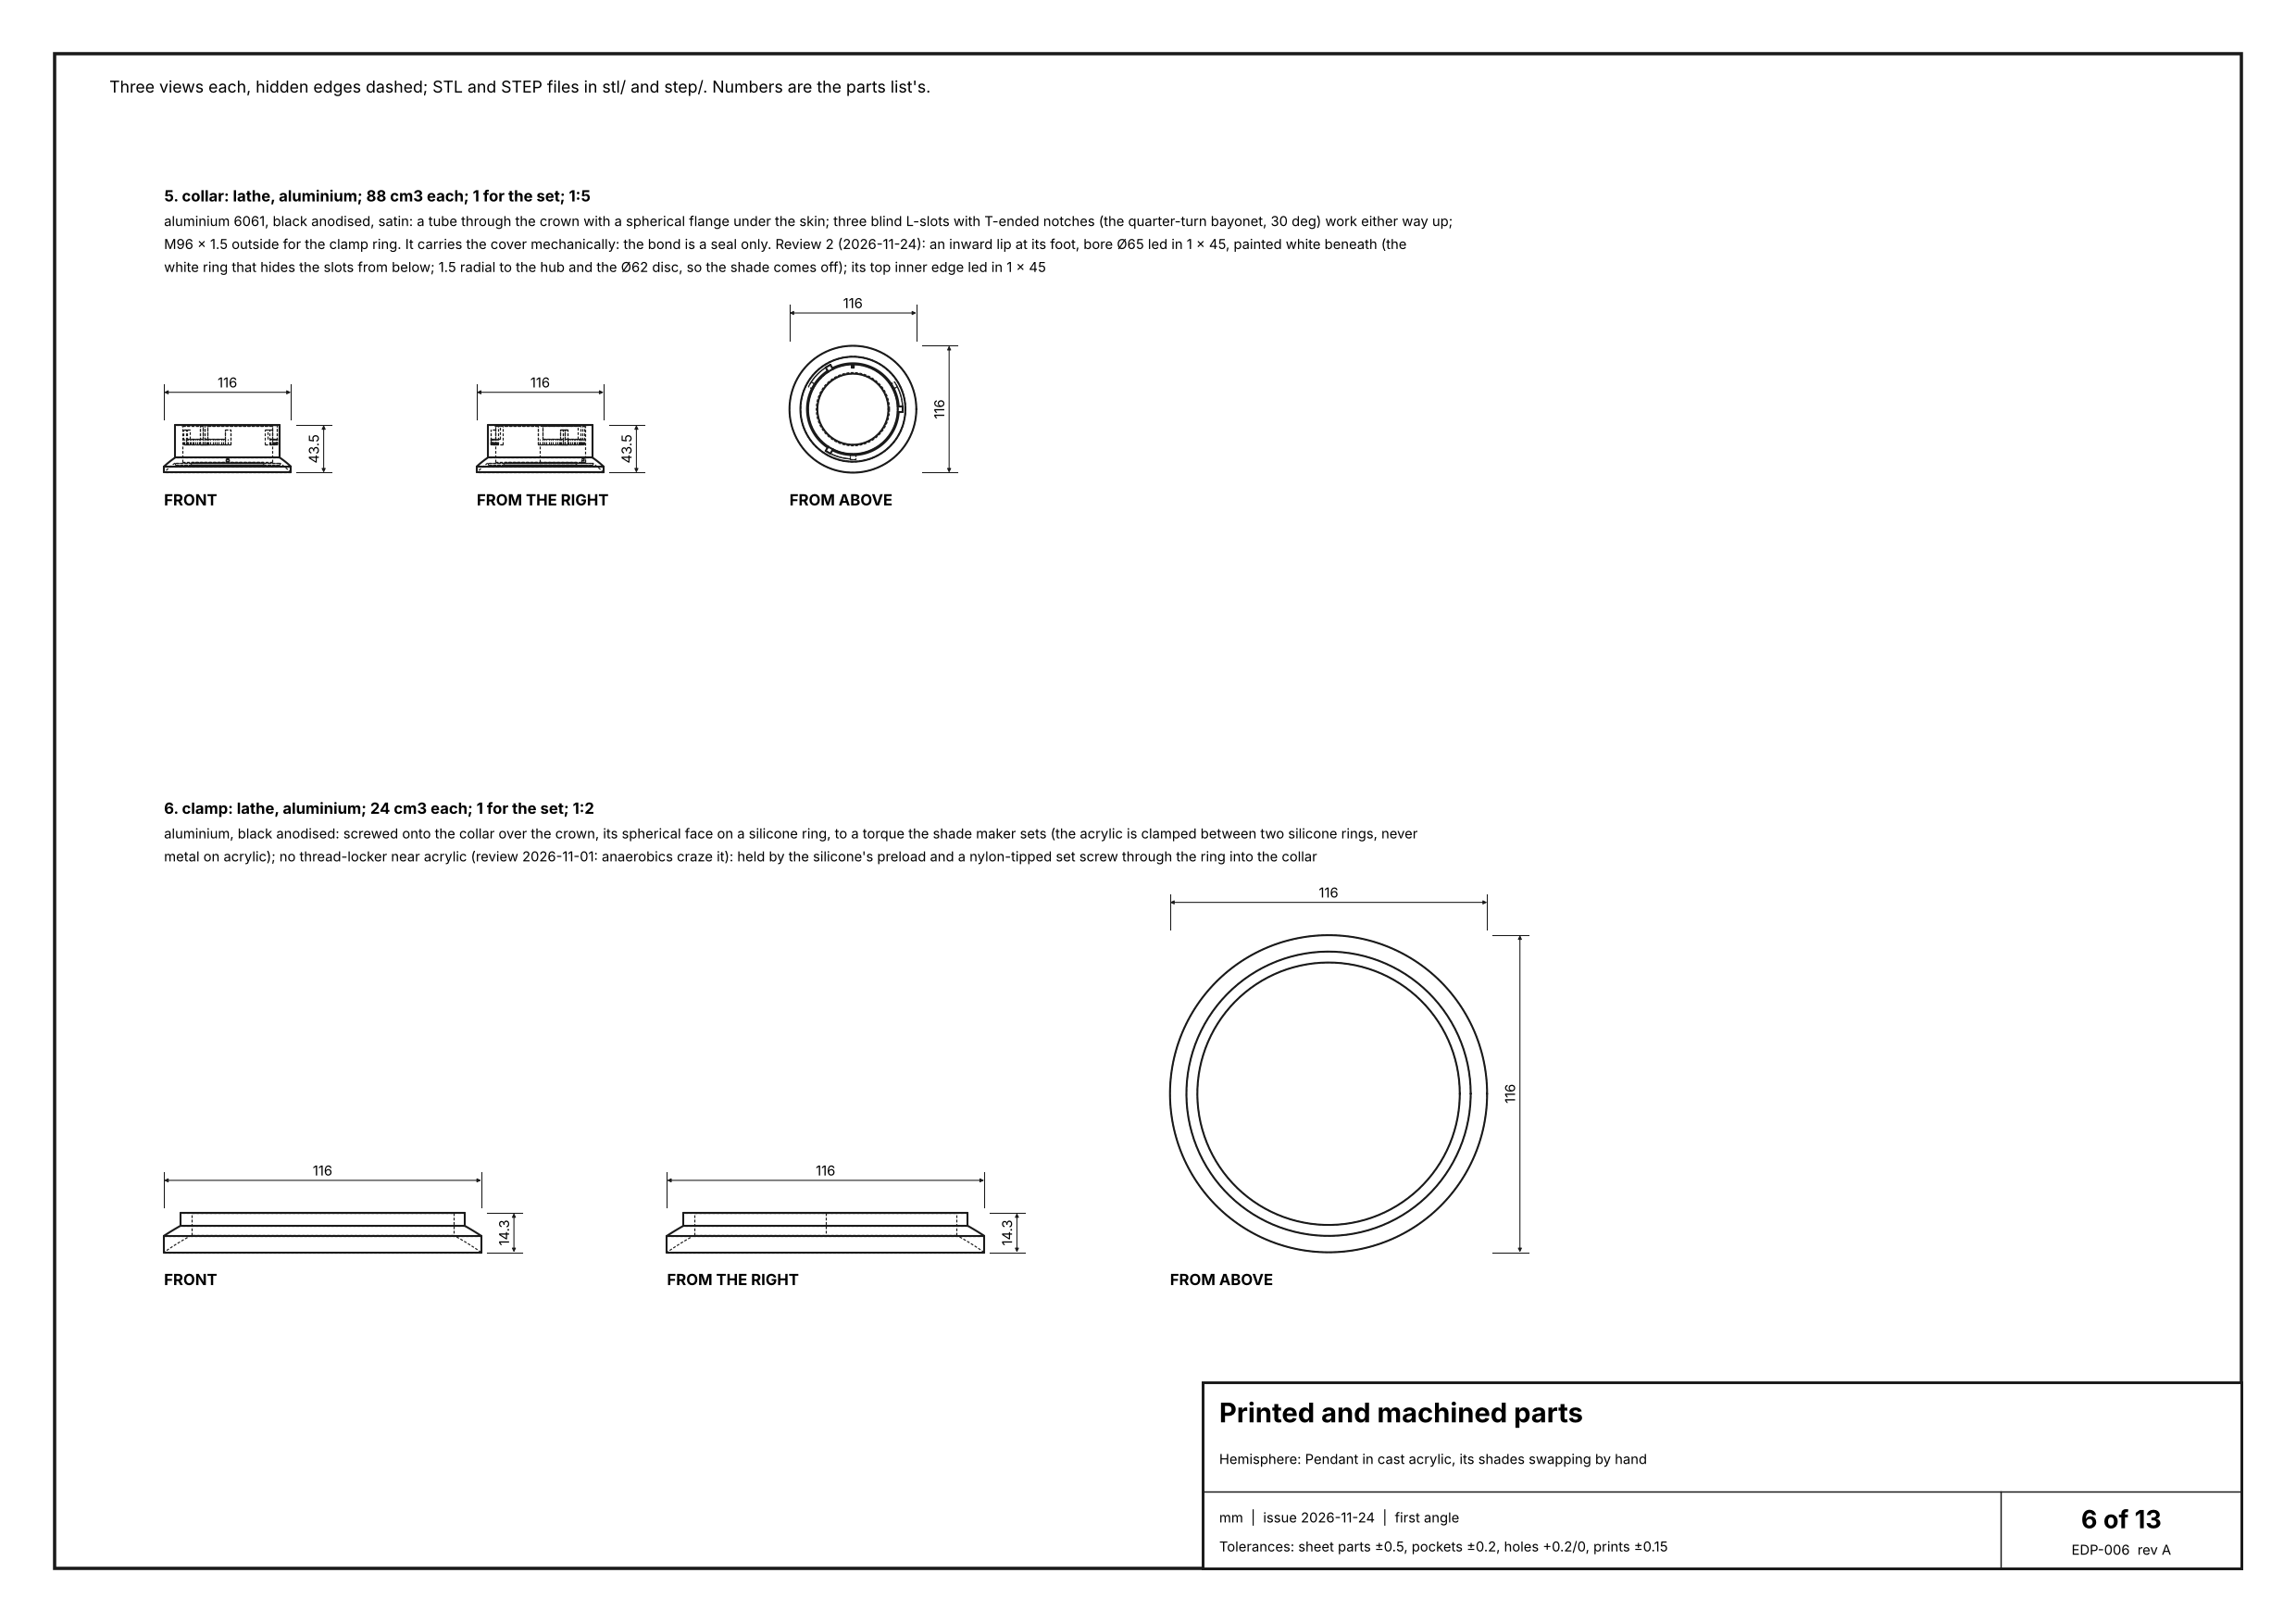 Three views each, hidden edges dashed; STL and STEP files in stl/ and step/. Numbers are the parts list's.
5. collar: lathe, aluminium; 88 cm3 each; 1 for the set; 1:5
aluminium 6061, black anodised, satin: a tube through the crown with a spherical flange under the skin; three blind L-slots with T-ended notches (the quarter-turn bayonet, 30 deg) work either way up;
M96 × 1.5 outside for the clamp ring. It carries the cover mechanically: the bond is a seal only. Review 2 (2026-11-24): an inward lip at its foot, bore Ø65 led in 1 × 45, painted white beneath (the
white ring that hides the slots from below; 1.5 radial to the hub and the Ø62 disc, so the shade comes off); its top inner edge led in 1 × 45
116
116
116
43.5
43.5
116
FRONT
FROM THE RIGHT
FROM ABOVE
6. clamp: lathe, aluminium; 24 cm3 each; 1 for the set; 1:2
aluminium, black anodised: screwed onto the collar over the crown, its spherical face on a silicone ring, to a torque the shade maker sets (the acrylic is clamped between two silicone rings, never
metal on acrylic); no thread-locker near acrylic (review 2026-11-01: anaerobics craze it): held by the silicone's preload and a nylon-tipped set screw through the ring into the collar
116
116
116
14.3
14.3
116
FRONT
FROM THE RIGHT
FROM ABOVE
Printed and machined parts
Hemisphere: Pendant in cast acrylic, its shades swapping by hand
mm | issue 2026-11-24 | first angle
Tolerances: sheet parts ±0.5, pockets ±0.2, holes +0.2/0, prints ±0.15
6 of 13
EDP-006 rev A